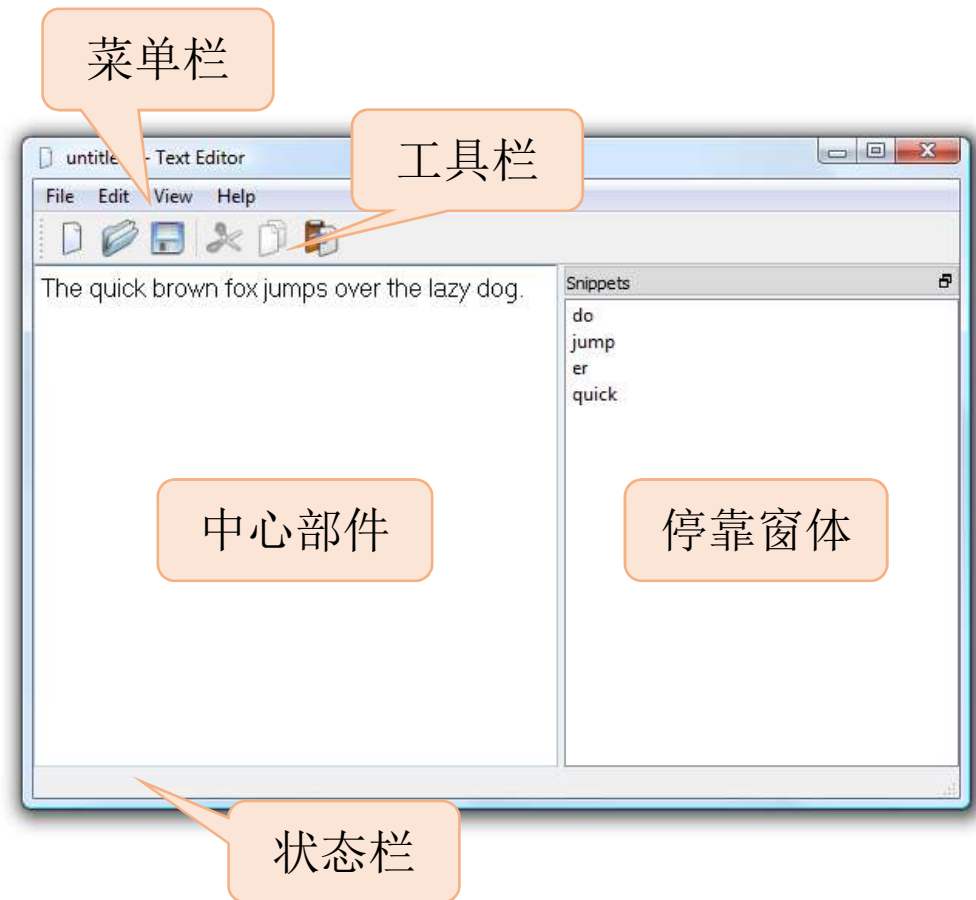 菜单栏
工具栏
- Text Editor
File Edit View Help
The quick brown fox jumps over the lazy dog.
Snippets
do
jump
er
quick
中心部件
停靠窗体
状态栏